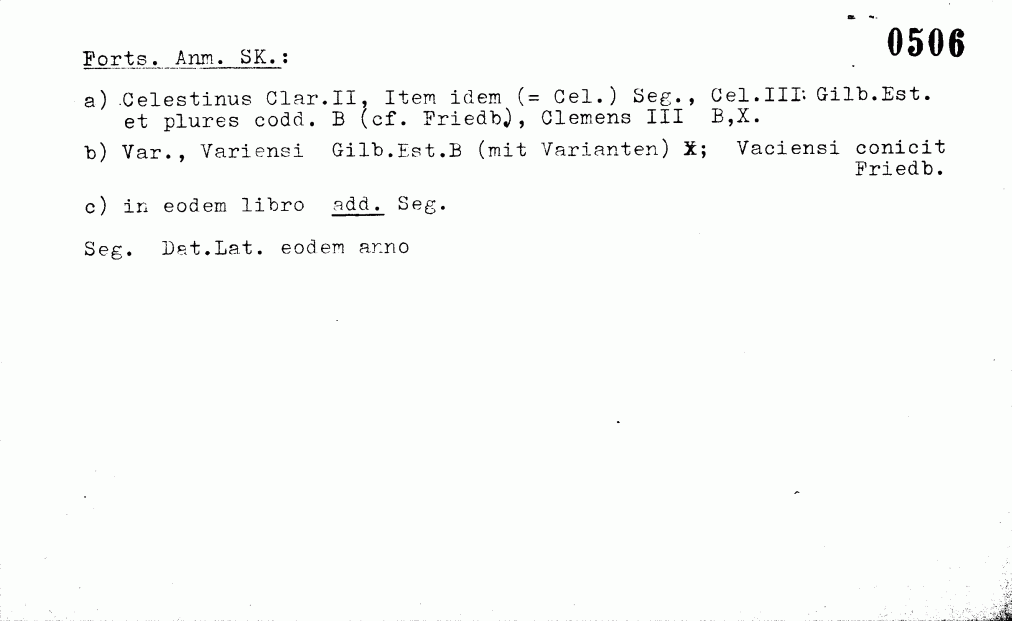 0506
Forts. Anm. SK.:
a) Celestinus Clar.II, Item idem (= Cel.) Seg., Cel.III: Gilb.Est.
et plures codd. B (cf. Friedb.), Clemens III B,X.
b) Var., Variensi Gilb.Est.B (mit Varianten) X; Vaciensi conicit
Friedb.
c) in eodem libro add. Seg.
Seg. Dat.Lat. eodem anno